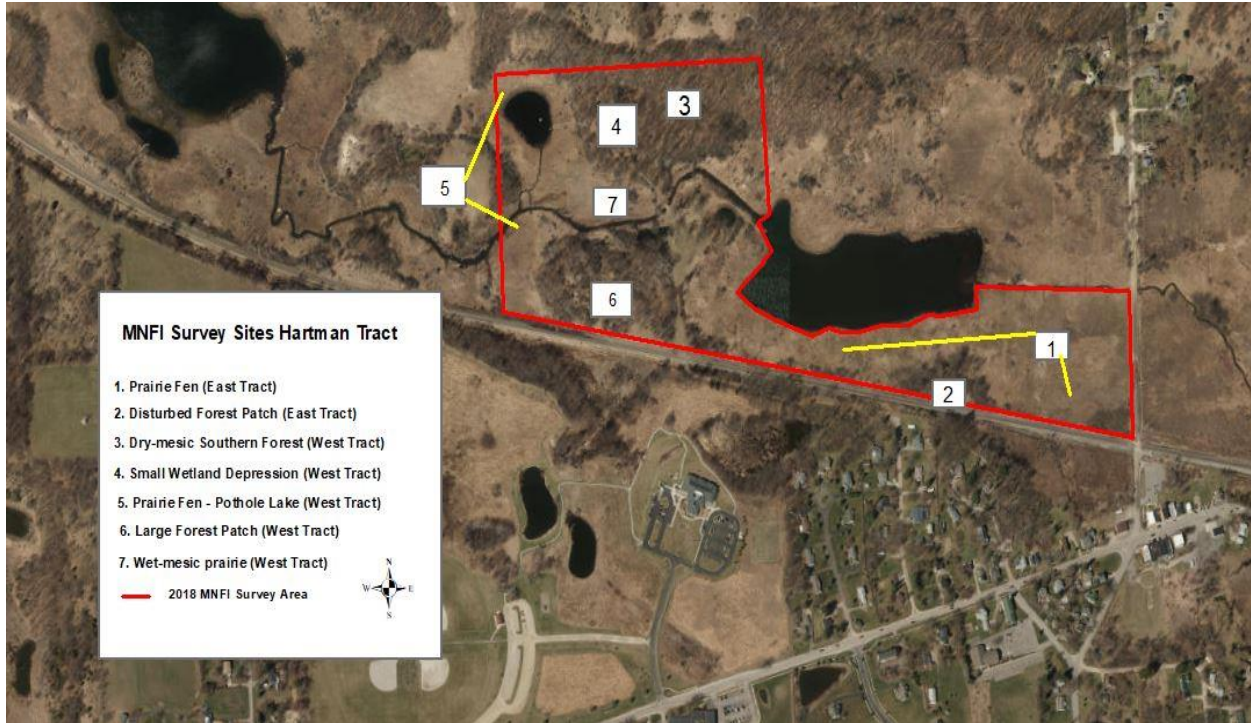 3
4
5
7
6
1
2
MNFI Survey Sites Hartman Tract
1. Prairie Fen (East Tract)
2. Disturbed Forest Patch (East Tract)
3. Dry-mesic Southern Forest (West Tract)
4. Small Wetland Depression (West Tract)
5. Prairie Fen - Pothole Lake (West Tract)
6. Large Forest Patch (West Tract)
7. Wet-mesic prairie (West Tract)
2018 MNFI Survey Area
N
W E
S